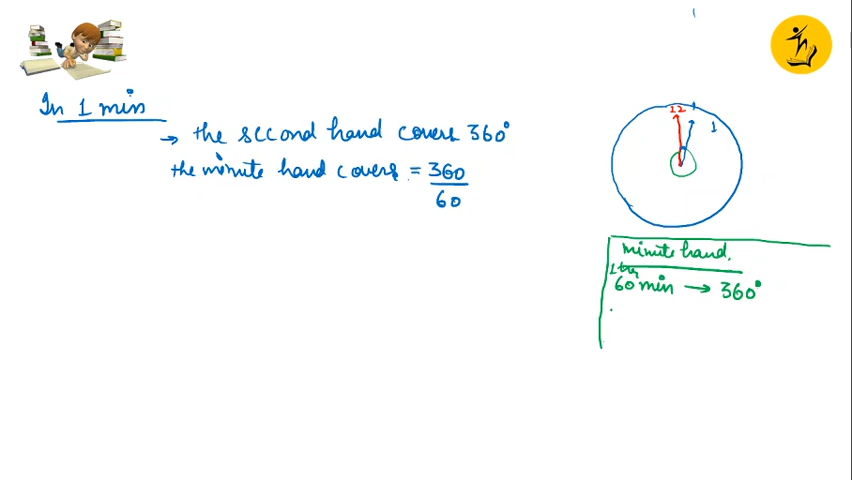 In 1 min
→ the second hand covers 360°
the minute hand covers = 360
60
12
1
minute hand.
1 hr
60 min → 360°